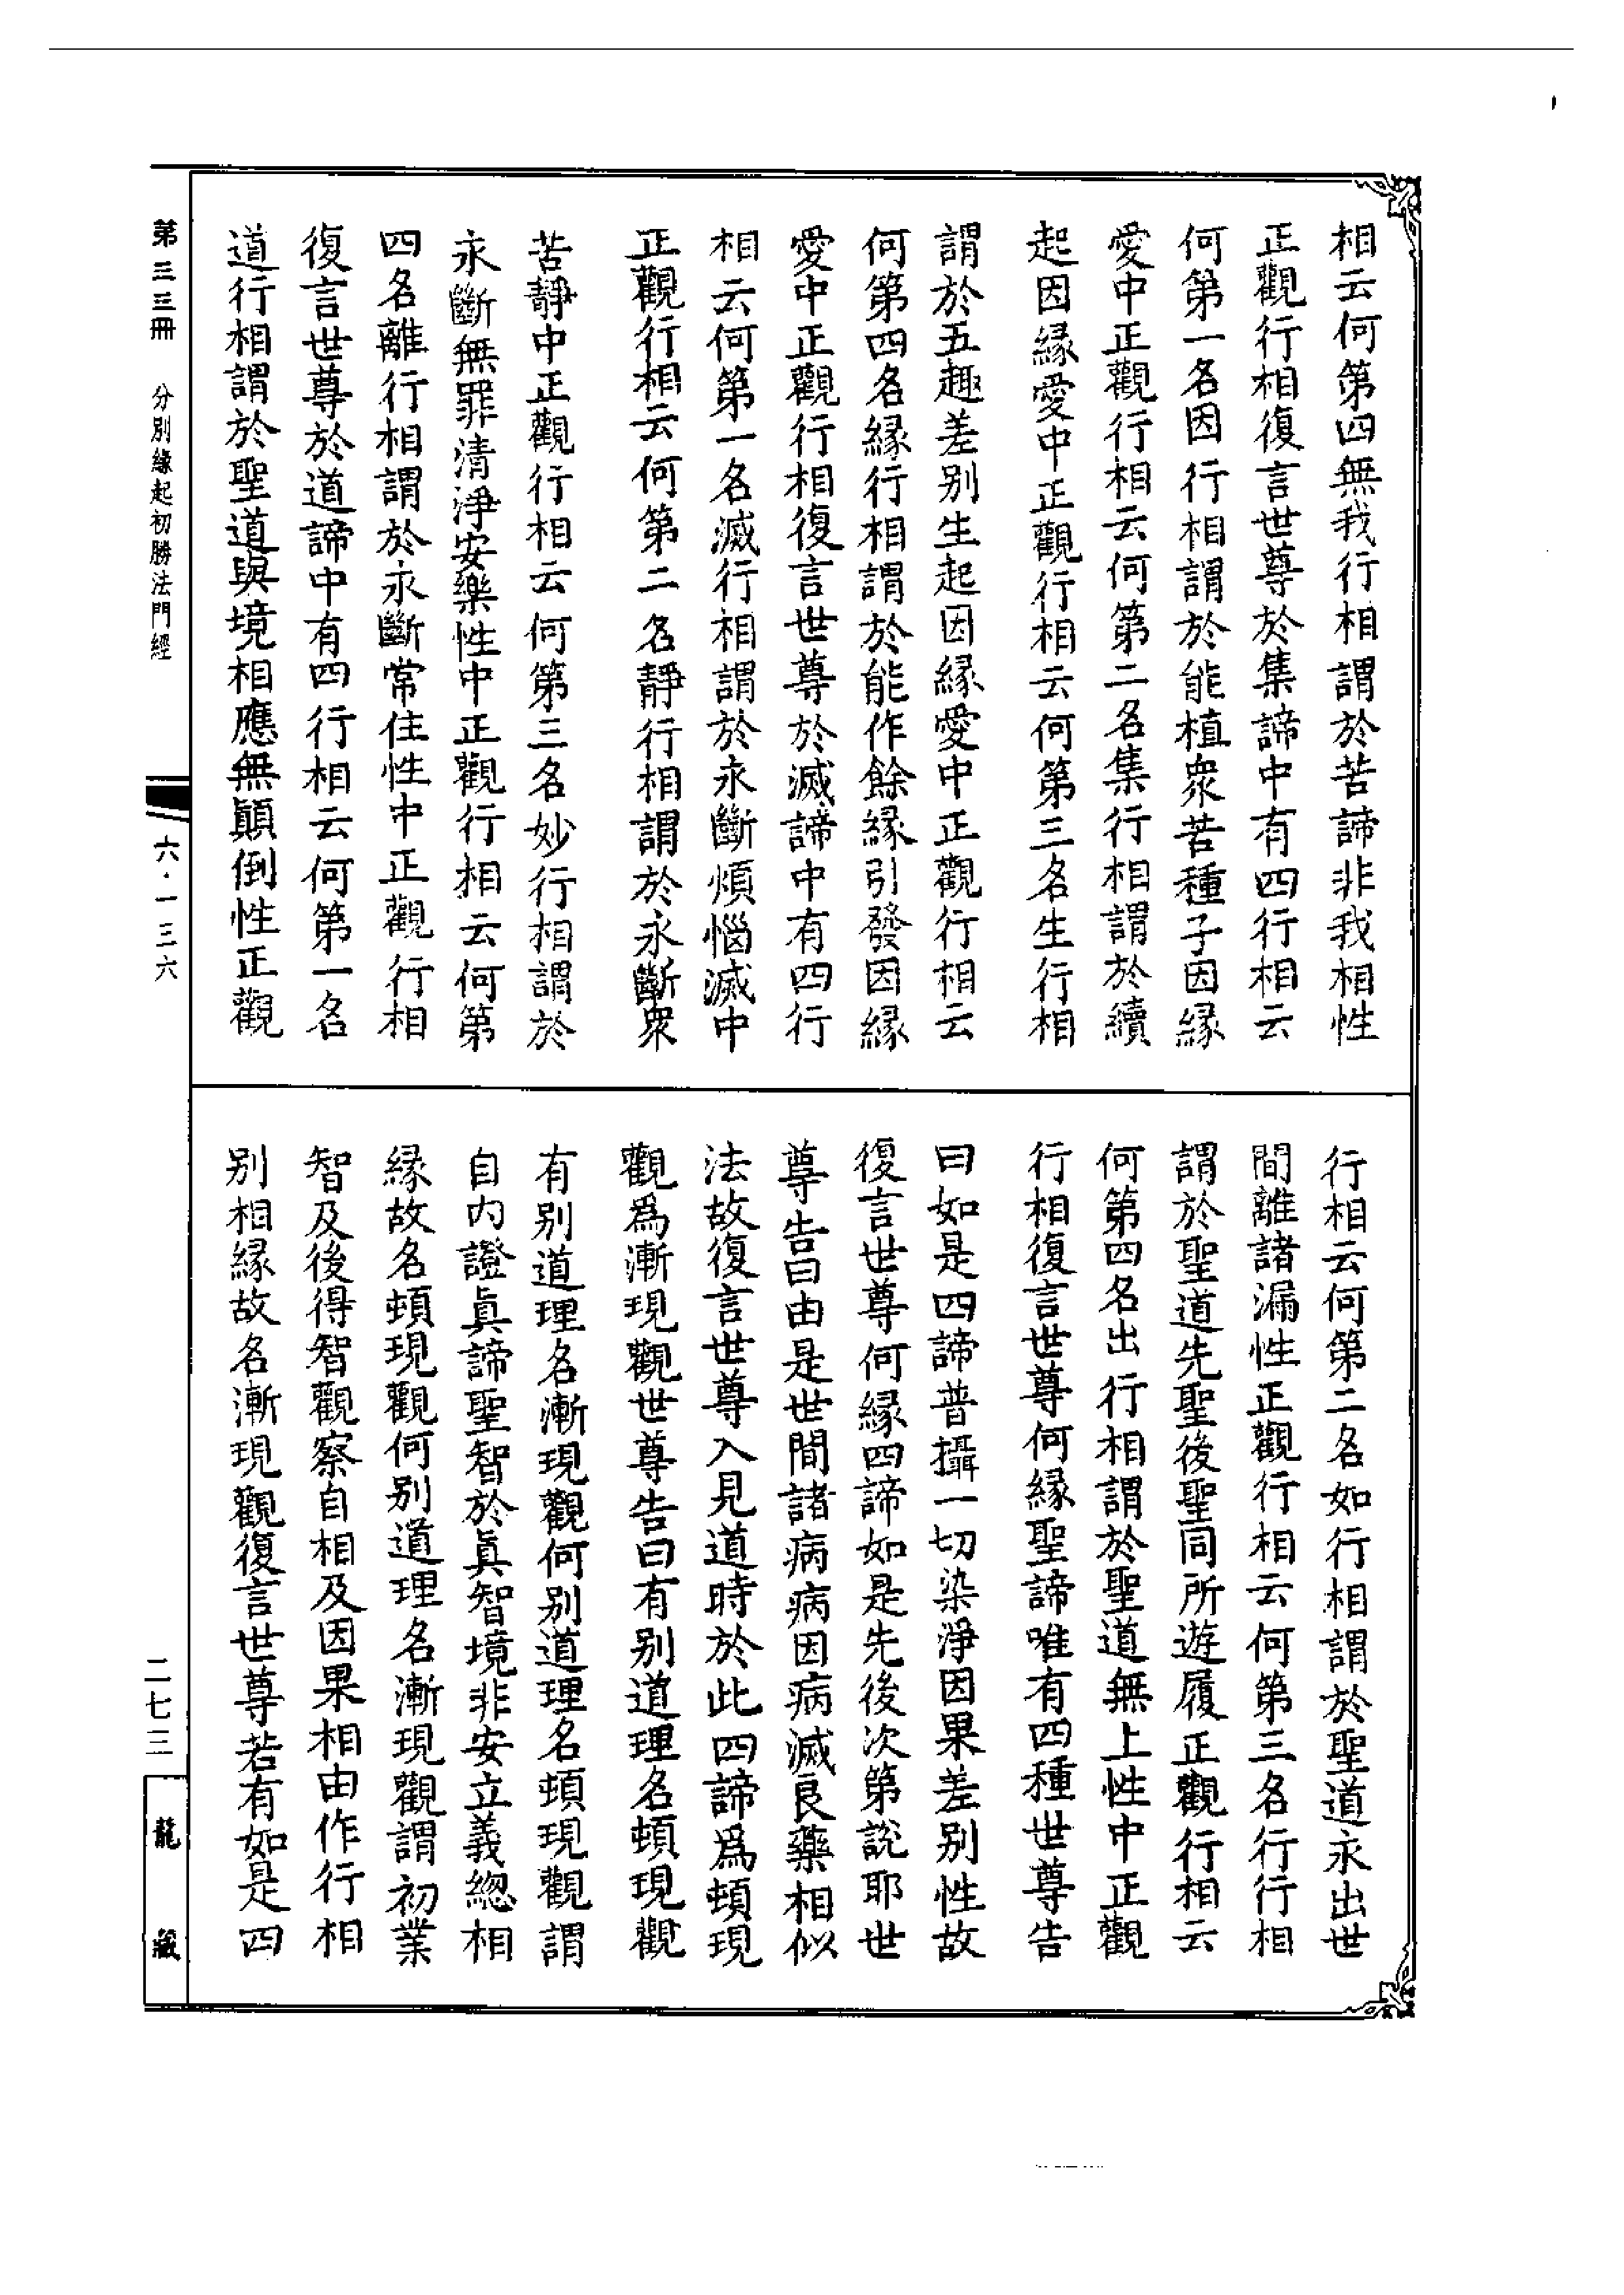 相云何第四無我行相謂於苦諦非我相性
正觀行相復言世尊於集諦中有四行相云
何第一名因行相謂於能植衆苦種子因緣
愛中正觀行相云何第二名集行相謂於續
起因緣愛中正觀行相云何第三名生行相
謂於五趣差别生起因緣愛中正觀行相云
何第四名緣行相謂於能作餘緣引發因緣
愛中正觀行相復言世尊於滅諦中有四行
相云何第一名滅行相謂於永斷煩惱滅中
正觀行相云何第二名靜行相謂於永斷衆
苦靜中正觀行相云何第三名妙行相謂於
永斷無罪清淨安樂性中正觀行相云何第
四名離行相謂於永斷常住性中正觀行相
復言世尊於道諦中有四行相云何第一名
道行相謂於聖道與境相應無顚倒性正觀
行相云何第二名如行相謂於聖道永出世
間離諸漏性正觀行相云何第三名行行相
謂於聖道先聖後聖同所遊履正觀行相云
何第四名出行相謂於聖道無上性中正觀
行相復言世尊何緣聖諦唯有四種世尊告
曰如是四諦普攝一切染淨因果差别性故
復言世尊何緣四諦如是先後次第說耶世
尊告曰由是世間諸病病因病滅良藥相似
法故復言世尊入見道時於此四諦爲頓現
觀爲漸現觀世尊告曰有别道理名頓現觀
有别道理名漸現觀何别道理名頓現觀謂
自内證眞諦聖智於眞智境非安立義總相
緣故名頓現觀何别道理名漸現觀謂初業
智及後得智觀察自相及因果相由作行相
别相緣故名漸現觀復言世尊若有如是四
第三三冊 分别緣起初勝法門經
六·一三六
二七三
龍藏